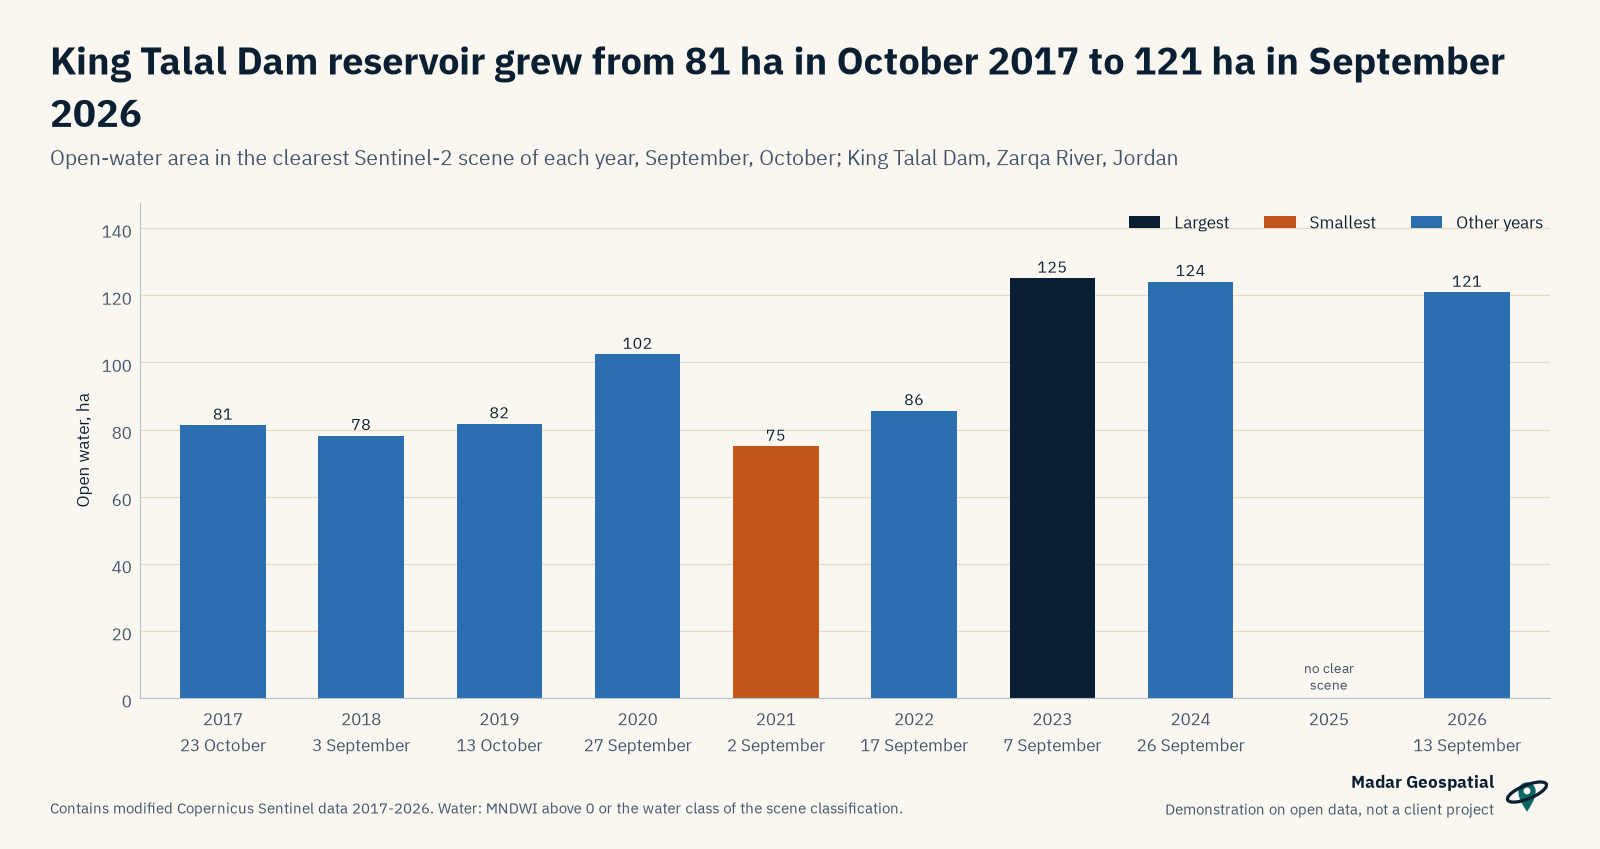 King Talal Dam reservoir grew from 81 ha in October 2017 to 121 ha in September
2026
Open-water area in the clearest Sentinel-2 scene of each year, September, October; King Talal Dam, Zarqa River, Jordan
Largest
Smallest
Other years
Open water, ha
140
120
100
80
60
40
20
0
81
78
82
102
75
86
125
124
no clear
scene
121
2017
23 October
2018
3 September
2019
13 October
2020
27 September
2021
2 September
2022
17 September
2023
7 September
2024
26 September
2025
2026
13 September
Contains modified Copernicus Sentinel data 2017-2026. Water: MNDWI above 0 or the water class of the scene classification.
Madar Geospatial
Demonstration on open data, not a client project